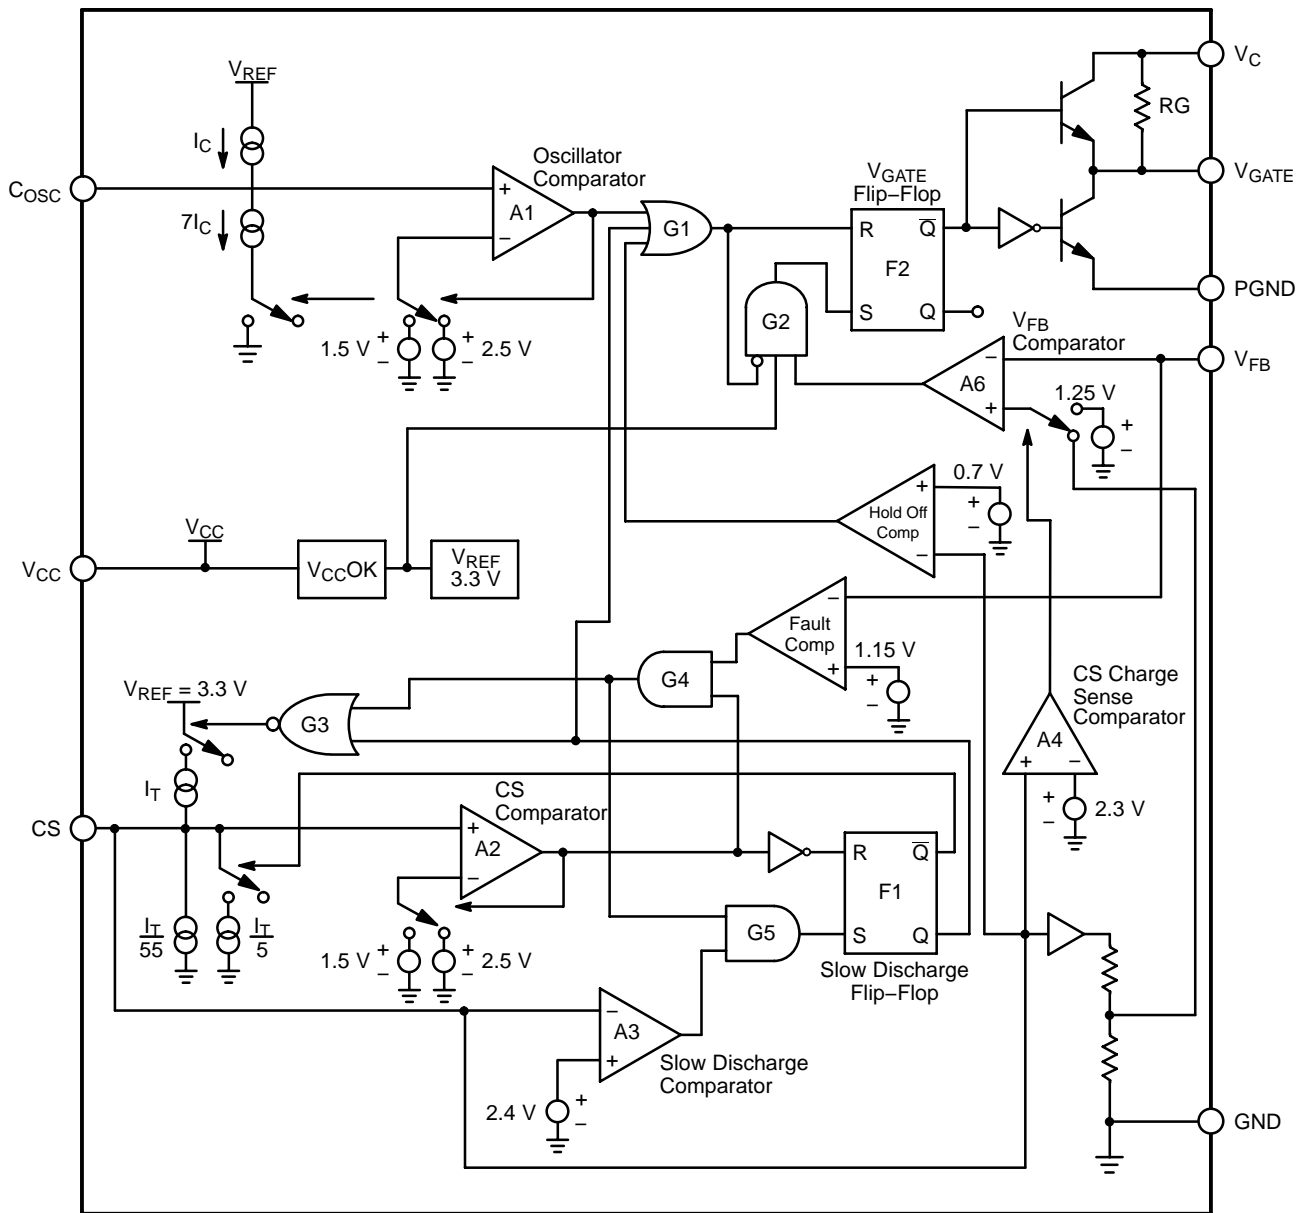 V_REF
I_C
C_OSC
7I_C
Oscillator
Comparator
+
A1
−
G1
V_GATE
Flip−Flop
R
Q̅
F2
S
Q
G2
V_C
RG
V_GATE
PGND
1.5 V
+
−
+
−
2.5 V
V_FB
Comparator
−
A6
+
V_FB
1.25 V
+
−
+
Hold Off
Comp
−
0.7 V
+
−
V_CC
V_CC
V_CCOK
V_REF
3.3 V
−
Fault
Comp
+
1.15 V
+
−
G4
V_REF = 3.3 V
G3
I_T
CS Charge
Sense
Comparator
A4
+
−
+
−
2.3 V
CS
CS
Comparator
+
A2
−
R
Q̅
F1
S
Q
G5
I_T
55
I_T
5
1.5 V
+
−
+
−
2.5 V
Slow Discharge
Flip−Flop
−
A3
+
Slow Discharge
Comparator
2.4 V
+
−
GND